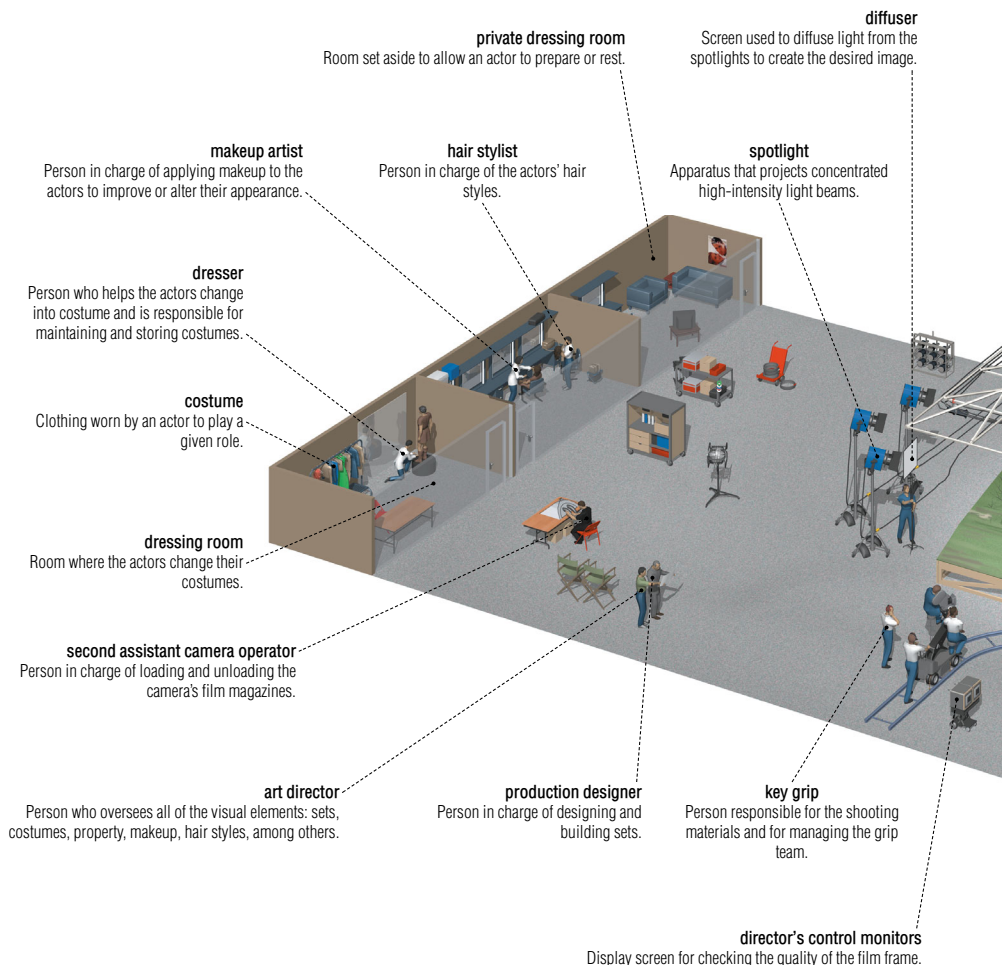 diffuser
Screen used to diffuse light from the
spotlights to create the desired image.
private dressing room
Room set aside to allow an actor to prepare or rest.
makeup artist
Person in charge of applying makeup to the
actors to improve or alter their appearance.
hair stylist
Person in charge of the actors’ hair
styles.
spotlight
Apparatus that projects concentrated
high-intensity light beams.
dresser
Person who helps the actors change
into costume and is responsible for
maintaining and storing costumes.
costume
Clothing worn by an actor to play a
given role.
dressing room
Room where the actors change their
costumes.
second assistant camera operator
Person in charge of loading and unloading the
camera’s film magazines.
art director
Person who oversees all of the visual elements: sets,
costumes, property, makeup, hair styles, among others.
production designer
Person in charge of designing and
building sets.
key grip
Person responsible for the shooting
materials and for managing the grip
team.
director’s control monitors
Display screen for checking the quality of the film frame.